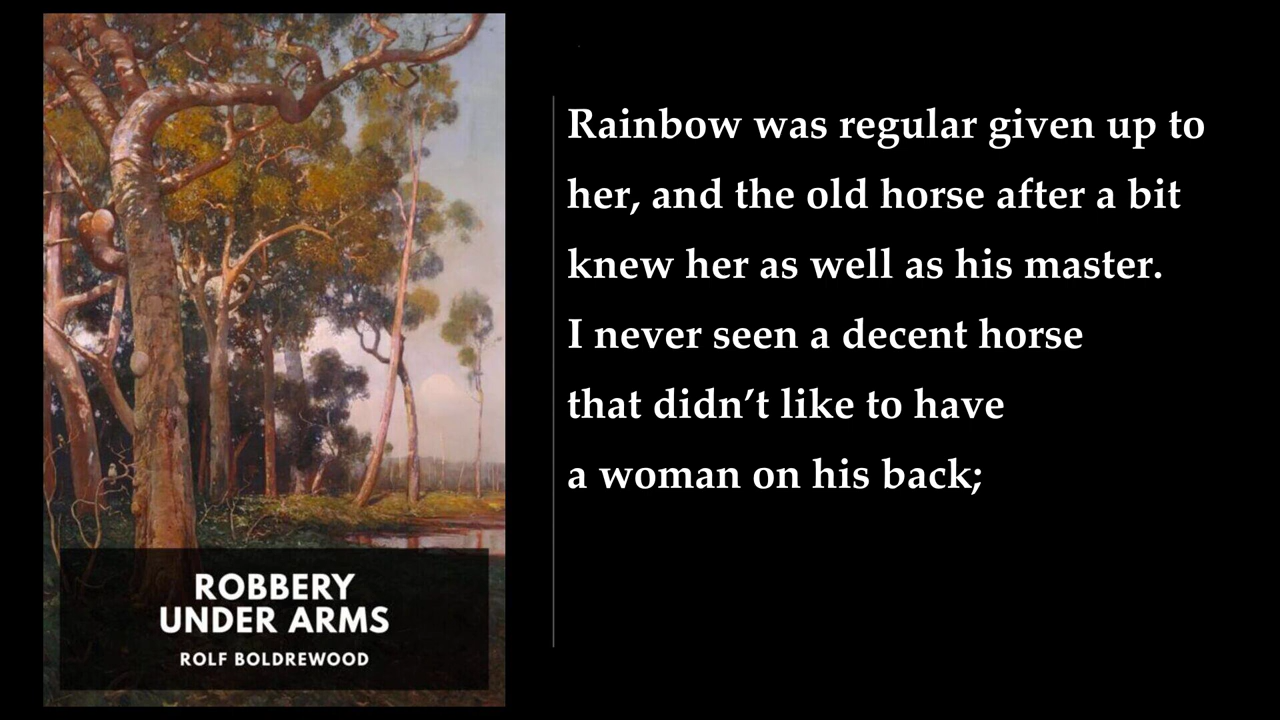 Rainbow was regular given up to
her, and the old horse after a bit
knew her as well as his master.
I never seen a decent horse
that didn’t like to have
a woman on his back;
ROBBERY
UNDER ARMS
ROLF BOLDREWOOD